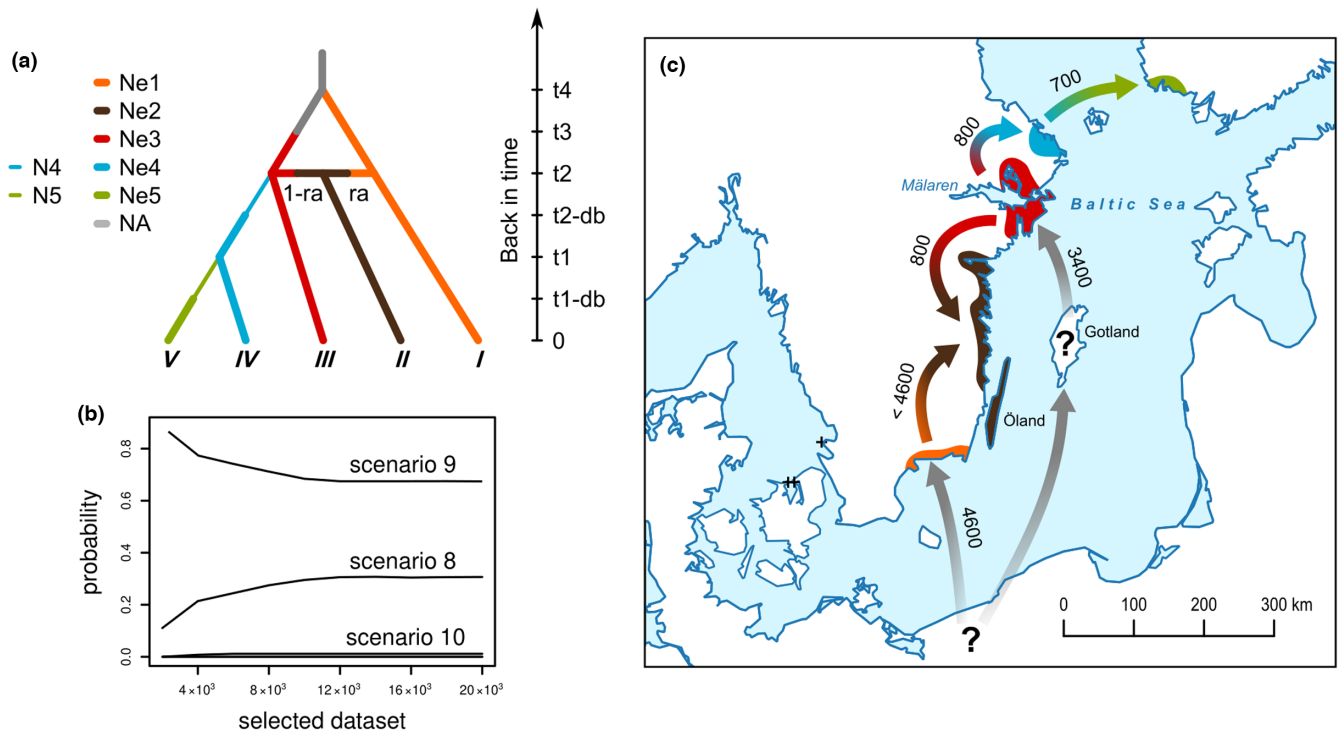 (a)
Ne1
Ne2
Ne3
N4 Ne4
N5 Ne5
NA
1-ra ra
V IV III II I
Back in time
t4
t3
t2
t2-db
t1
t1-db
0
(b)
probability
0.8
0.6
0.4
0.2
0.0
scenario 9
scenario 8
scenario 10
4×10³ 8×10³ 12×10³ 16×10³ 20×10³
selected dataset
(c)
700
800
Mälaren
Baltic Sea
800
3400
Gotland
?
< 4600
Öland
4600
?
0 100 200 300 km